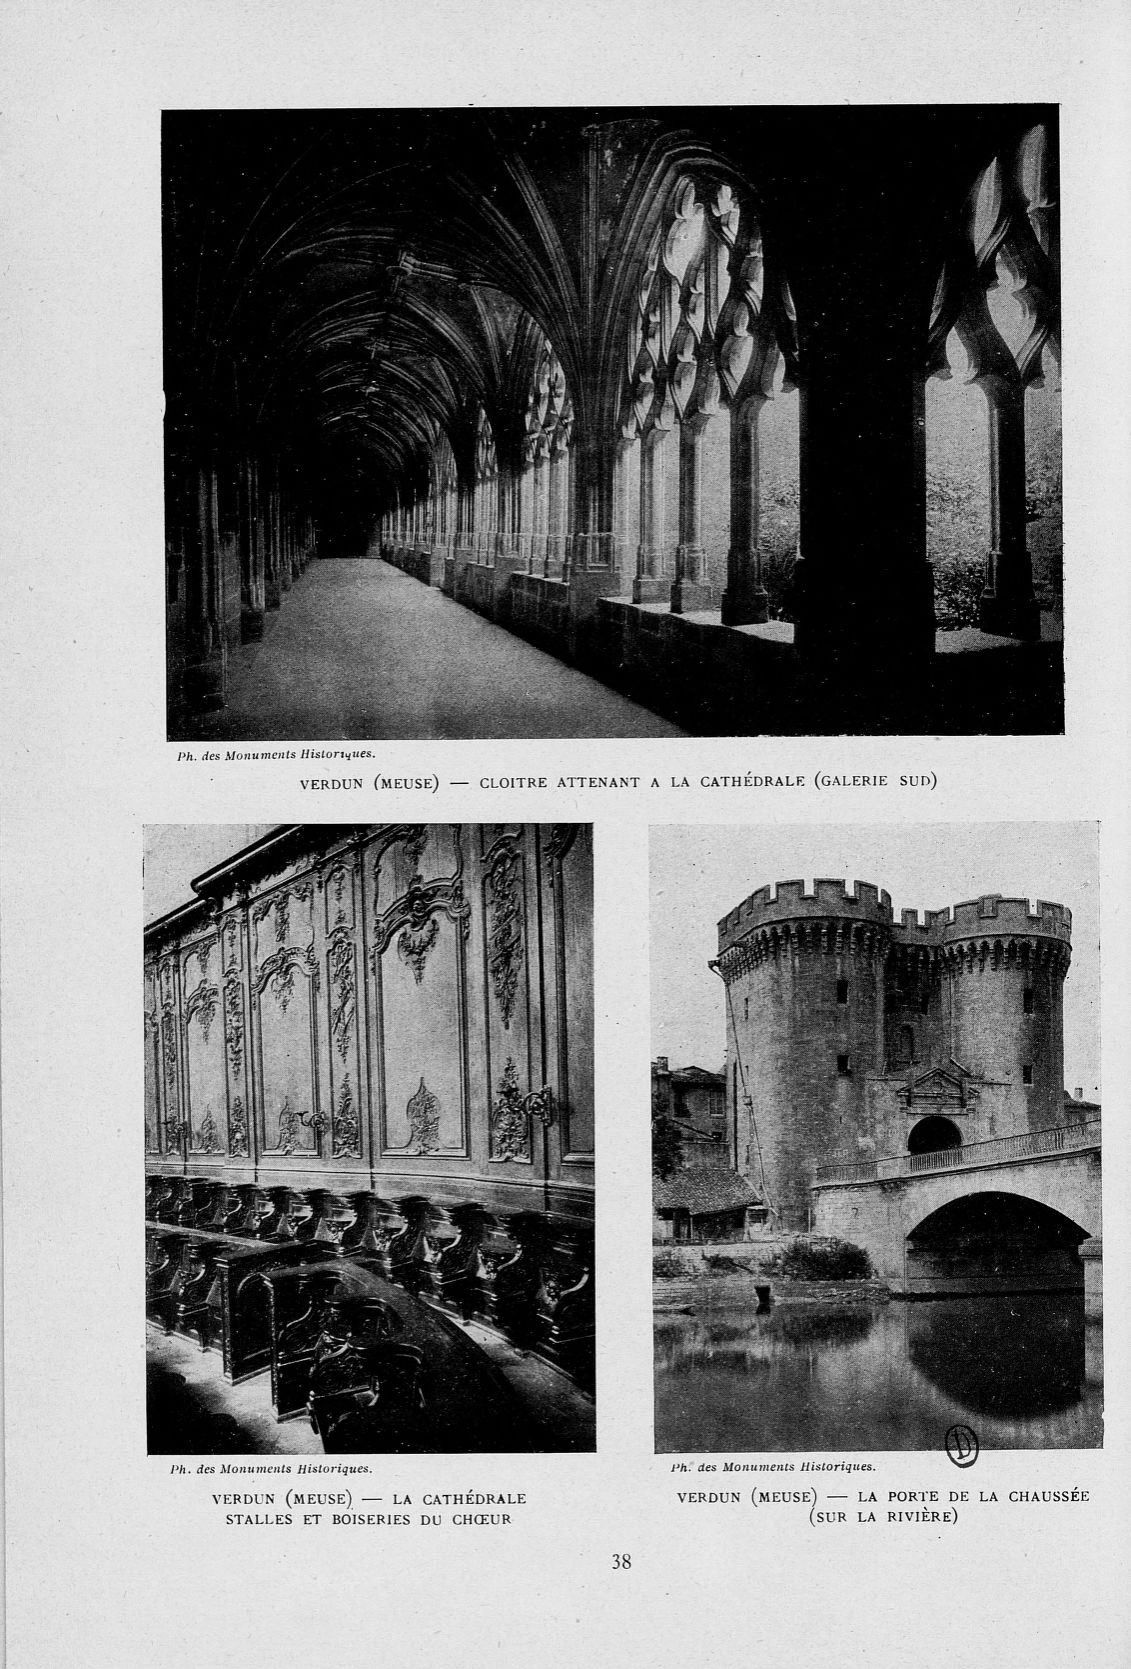 Ph. des Monuments Historiques.
VERDUN (MEUSE) — CLOITRE ATTENANT A LA CATHÉDRALE (GALERIE SUD)
Ph. des Monuments Historiques.
VERDUN (MEUSE) — LA CATHÉDRALE
STALLES ET BOISERIES DU CHŒUR
D
Ph. des Monuments Historiques.
VERDUN (MEUSE) — LA PORTE DE LA CHAUSSÉE
(SUR LA RIVIÈRE)
38